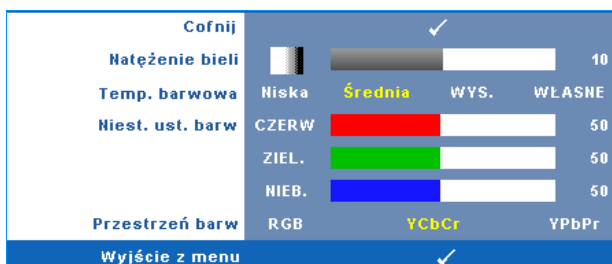 Cofnij
Natężenie bieli 10
Temp. barwowa Niska Średnia WYS. WŁASNE
Niest. ust. barw CZERW 50
ZIEL. 50
NIEB. 50
Przestrzeń barw RGB YCbCr YPbPr
Wyjście z menu